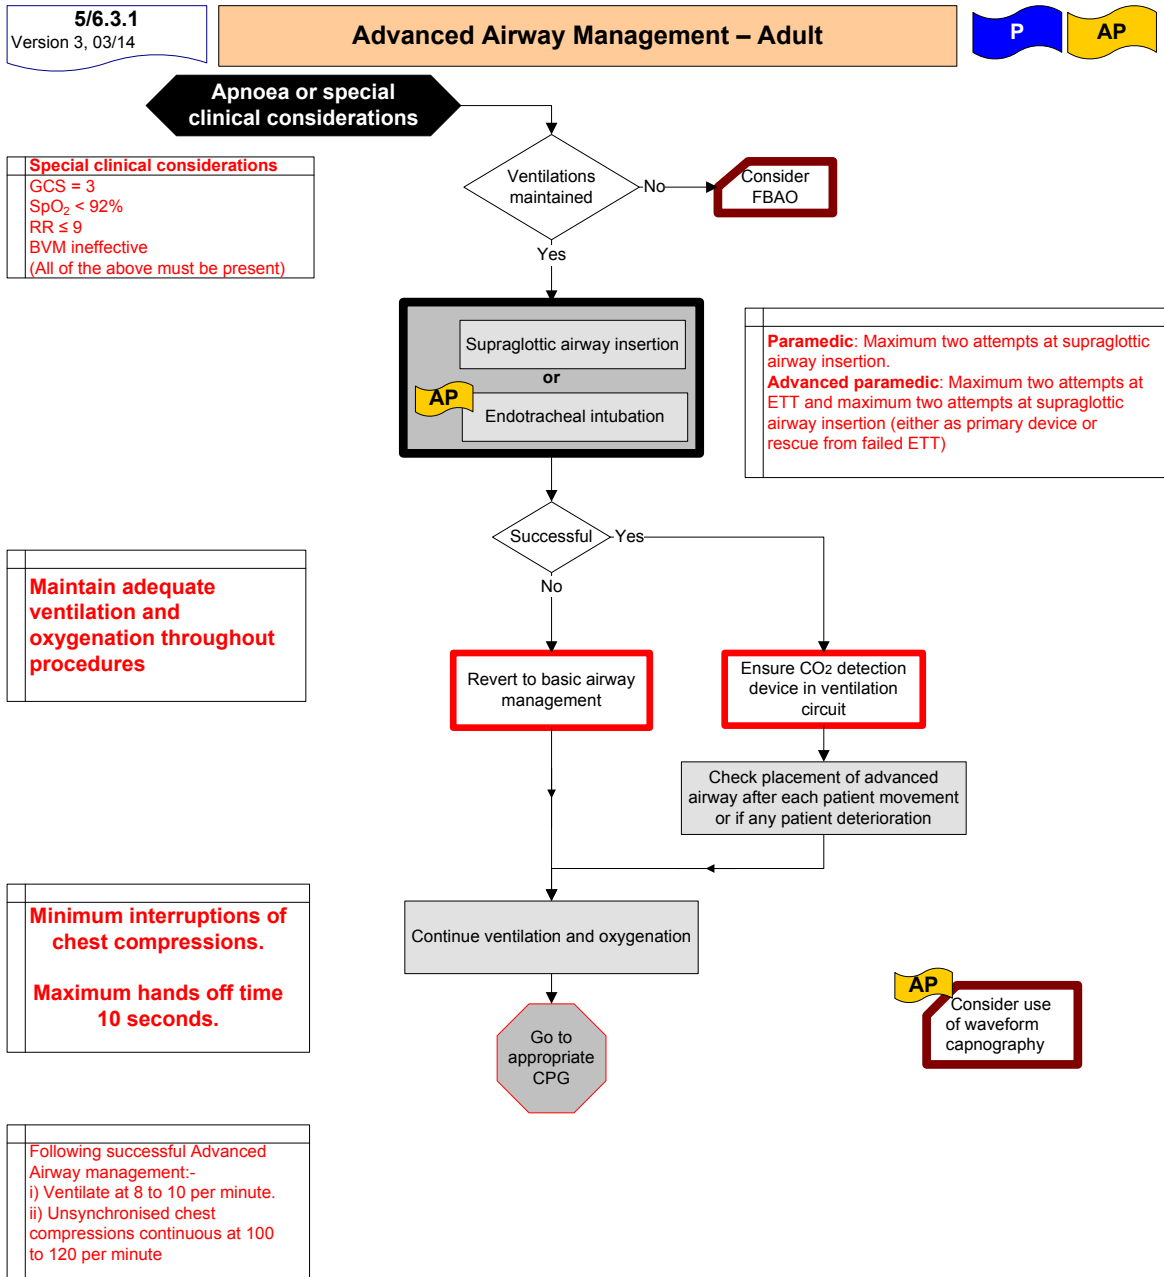 5/6.3.1
Version 3, 03/14
Advanced Airway Management – Adult
P
AP
Apnoea or special
clinical considerations
Special clinical considerations
GCS = 3
SpO₂ < 92%
RR ≤ 9
BVM ineffective
(All of the above must be present)
Ventilations
maintained
No
Consider
FBAO
Yes
Supraglottic airway insertion
or
AP
Endotracheal intubation
Paramedic: Maximum two attempts at supraglottic
airway insertion.
Advanced paramedic: Maximum two attempts at
ETT and maximum two attempts at supraglottic
airway insertion (either as primary device or
rescue from failed ETT)
Successful
Yes
No
Maintain adequate
ventilation and
oxygenation throughout
procedures
Revert to basic airway
management
Ensure CO2 detection
device in ventilation
circuit
Check placement of advanced
airway after each patient movement
or if any patient deterioration
Minimum interruptions of
chest compressions.
Maximum hands off time
10 seconds.
Continue ventilation and oxygenation
Go to
appropriate
CPG
AP
Consider use
of waveform
capnography
Following successful Advanced
Airway management:-
i) Ventilate at 8 to 10 per minute.
ii) Unsynchronised chest
compressions continuous at 100
to 120 per minute